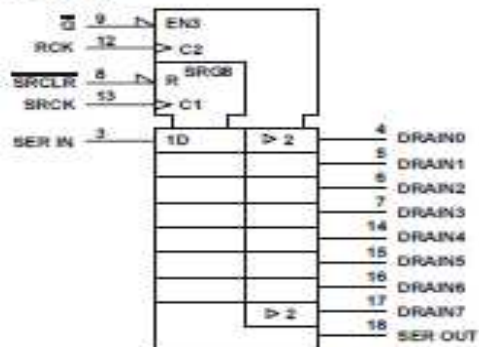 G 9 EN3
RCK 12 C2
SRCLR 8 R SRG8
SRCK 13 C1
SER IN 3 1D 2 4 DRAIN0
5 DRAIN1
6 DRAIN2
7 DRAIN3
14 DRAIN4
15 DRAIN5
16 DRAIN6
17 DRAIN7
2
18 SER OUT